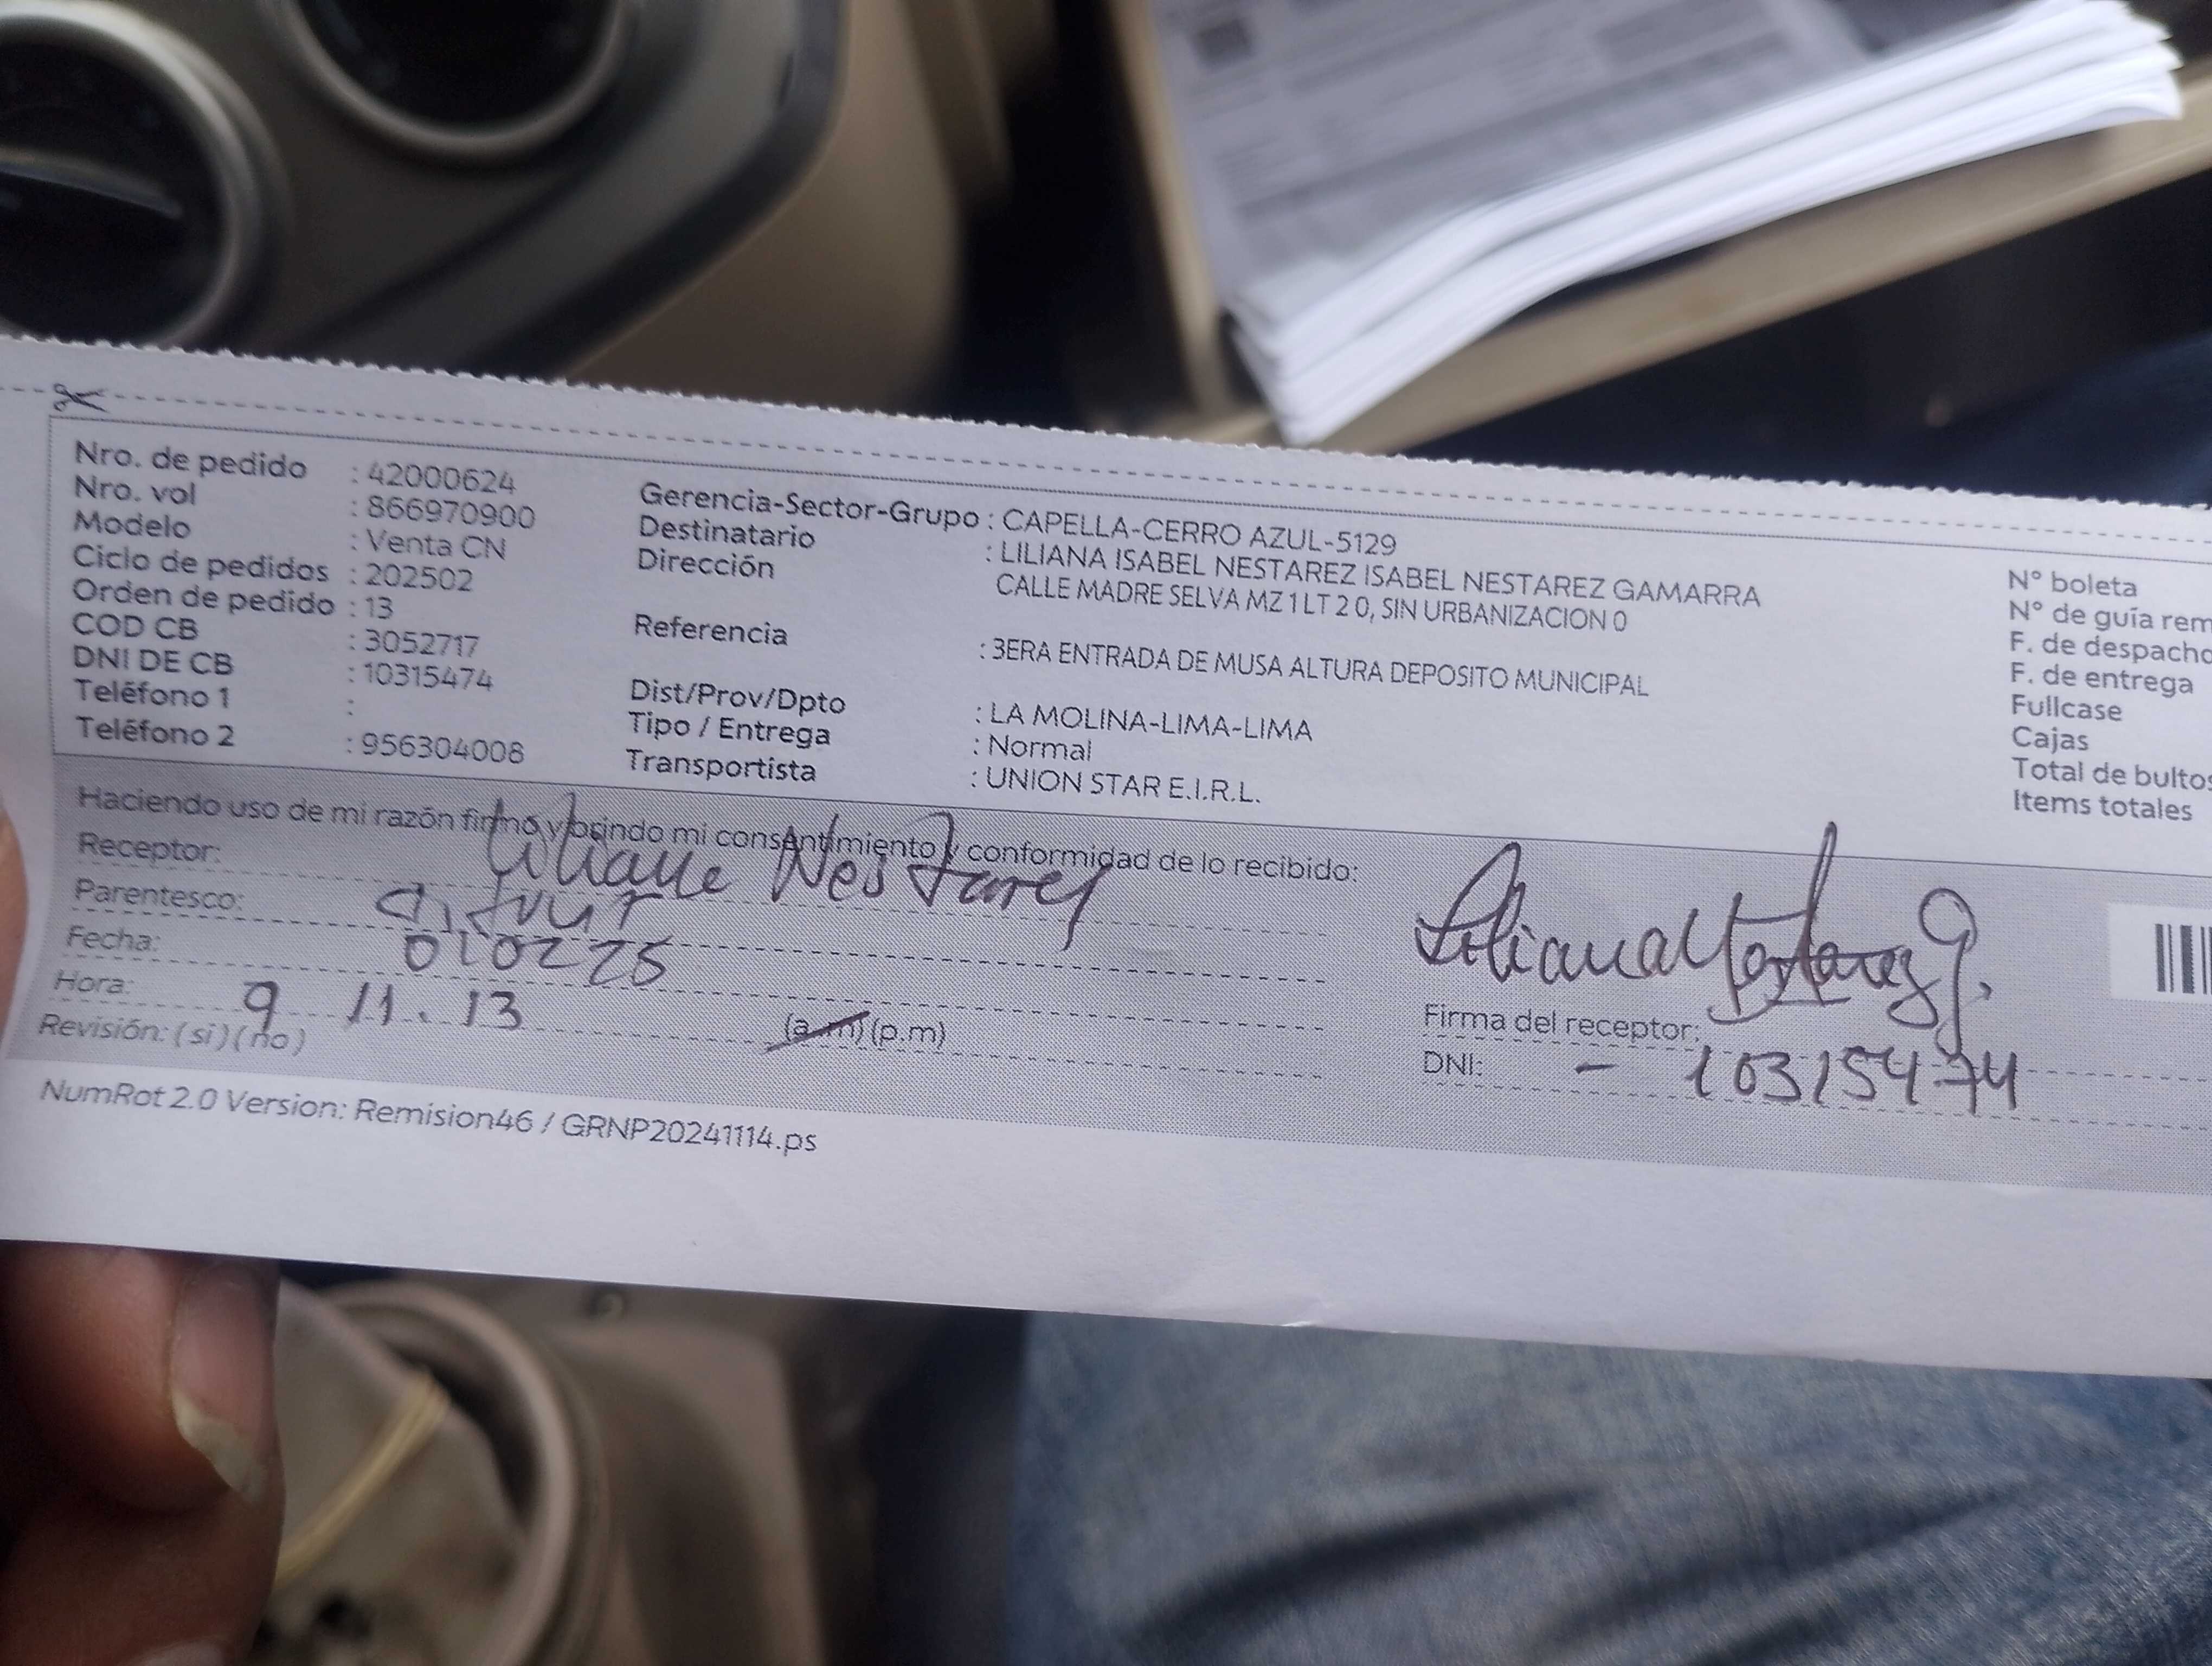 Nro. de pedido : 42000624
Nro. vol : 866970900
Modelo : Venta CN
Ciclo de pedidos : 202502
Orden de pedido : 13
COD CB : 3052717
DNI DE CB : 10315474
Teléfono 1 :
Teléfono 2 : 956304008
Gerencia-Sector-Grupo : CAPELLA-CERRO AZUL-5129
Destinatario : LILIANA ISABEL NESTAREZ ISABEL NESTAREZ GAMARRA
Dirección CALLE MADRE SELVA MZ 1 LT 2 0, SIN URBANIZACION 0
Referencia : 3ERA ENTRADA DE MUSA ALTURA DEPOSITO MUNICIPAL
Dist/Prov/Dpto : LA MOLINA-LIMA-LIMA
Tipo / Entrega : Normal
Transportista : UNION STAR E.I.R.L.
N° boleta
N° de guía rem
F. de despacho
F. de entrega
Fullcase
Cajas
Total de bultos
Items totales
Haciendo uso de mi razón firmo y brindo mi consentimiento y conformidad de lo recibido:
Receptor: Liliana Nestarez
Parentesco:
Fecha: 010225
Hora: 9 11.13 (a.m) (p.m)
Revisión: (si) (no)
Liliana Nestarez G.
Firma del receptor:
DNI: - 10315474
NumRot 2.0 Version: Remision46 / GRNP20241114.ps